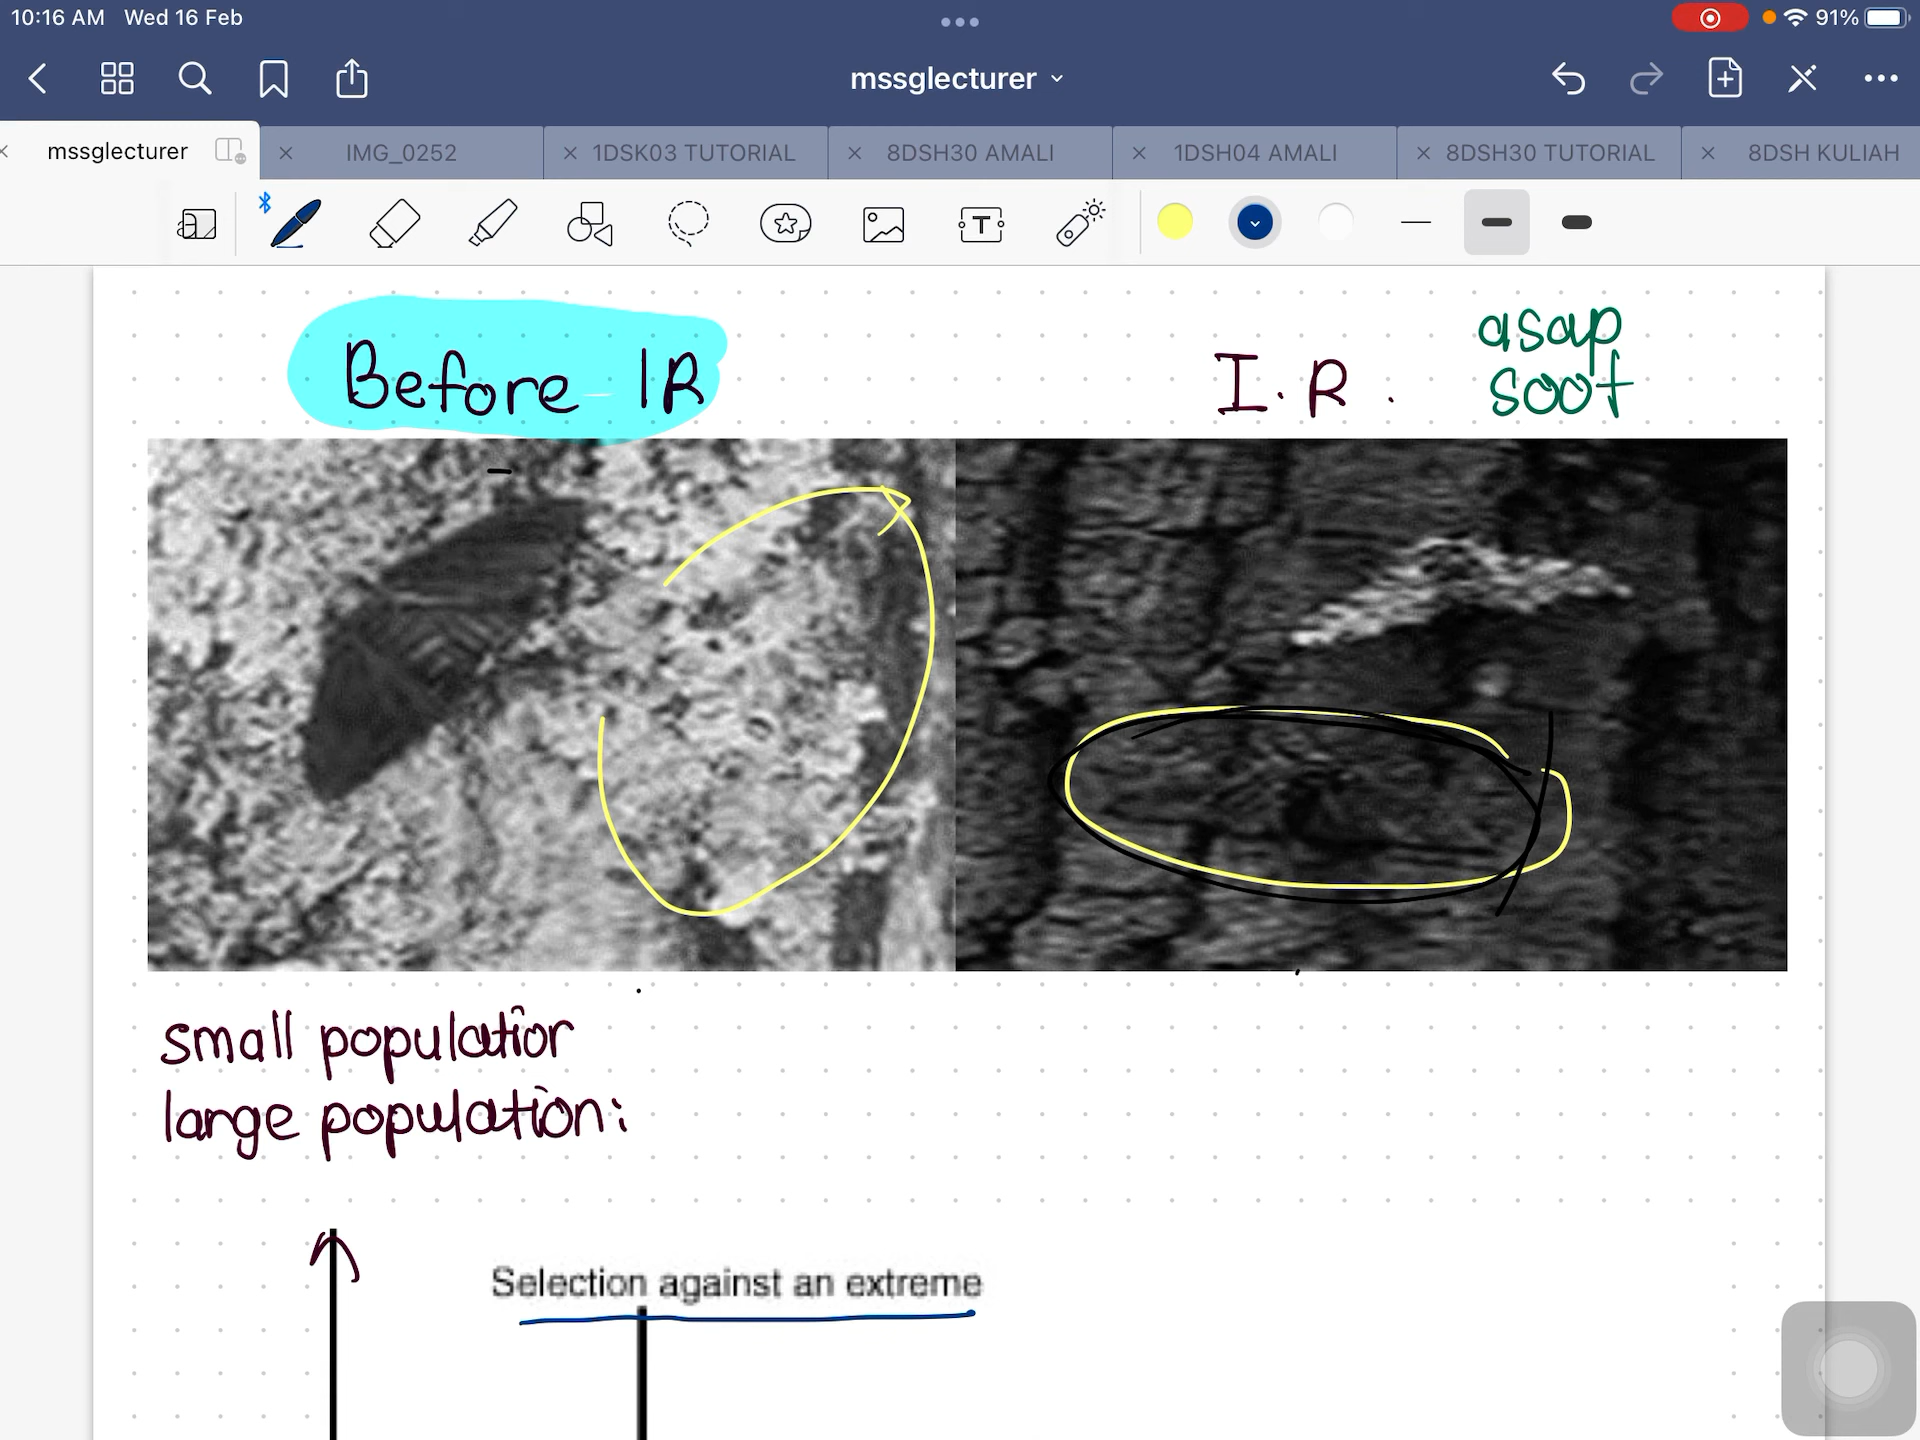 10:16 AM Wed 16 Feb
91%
mssglecturer
mssglecturer
IMG_0252
1DSK03 TUTORIAL
8DSH30 AMALI
1DSH04 AMALI
8DSH30 TUTORIAL
8DSH KULIAH
Before IR
I.R.
asap
soot
small populatior
large population:
Selection against an extreme